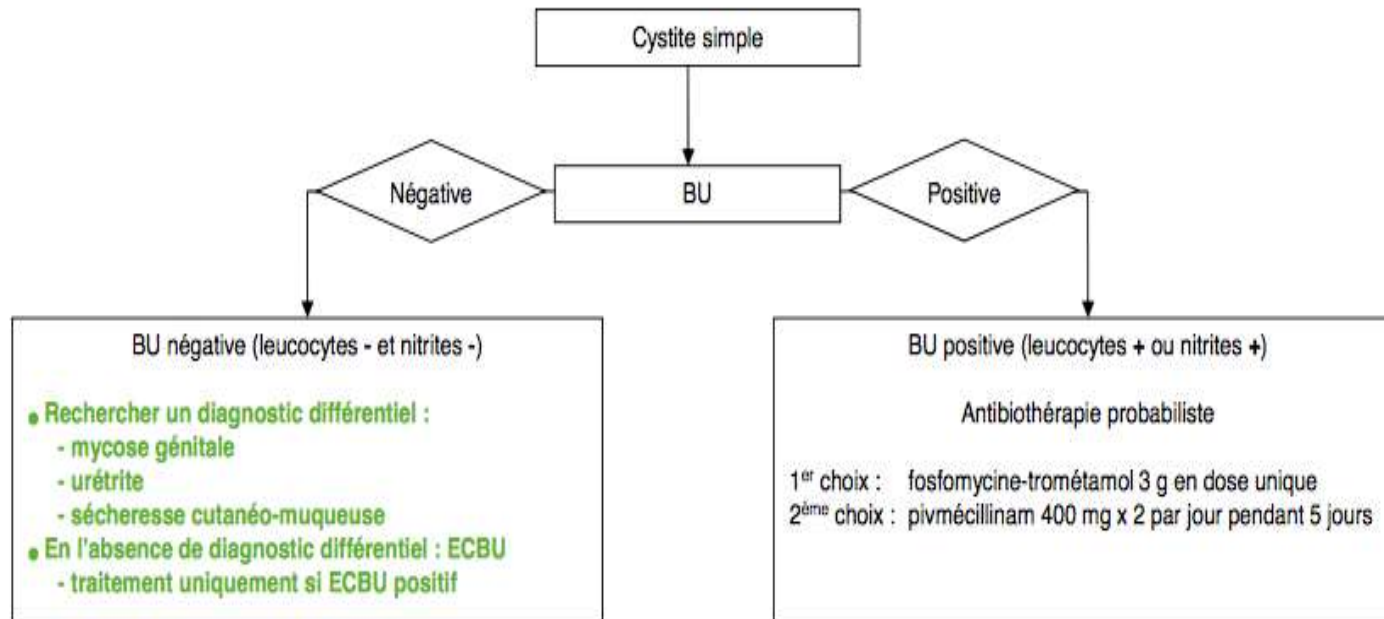 Cystite simple
Négative
BU
Positive
BU négative (leucocytes - et nitrites -)
• Rechercher un diagnostic différentiel :
- mycose génitale
- urétrite
- sécheresse cutanéo-muqueuse
• En l'absence de diagnostic différentiel : ECBU
- traitement uniquement si ECBU positif
BU positive (leucocytes + ou nitrites +)
Antibiothérapie probabiliste
1er choix : fosfomycine-trométamol 3 g en dose unique
2ème choix : pivmécillinam 400 mg x 2 par jour pendant 5 jours